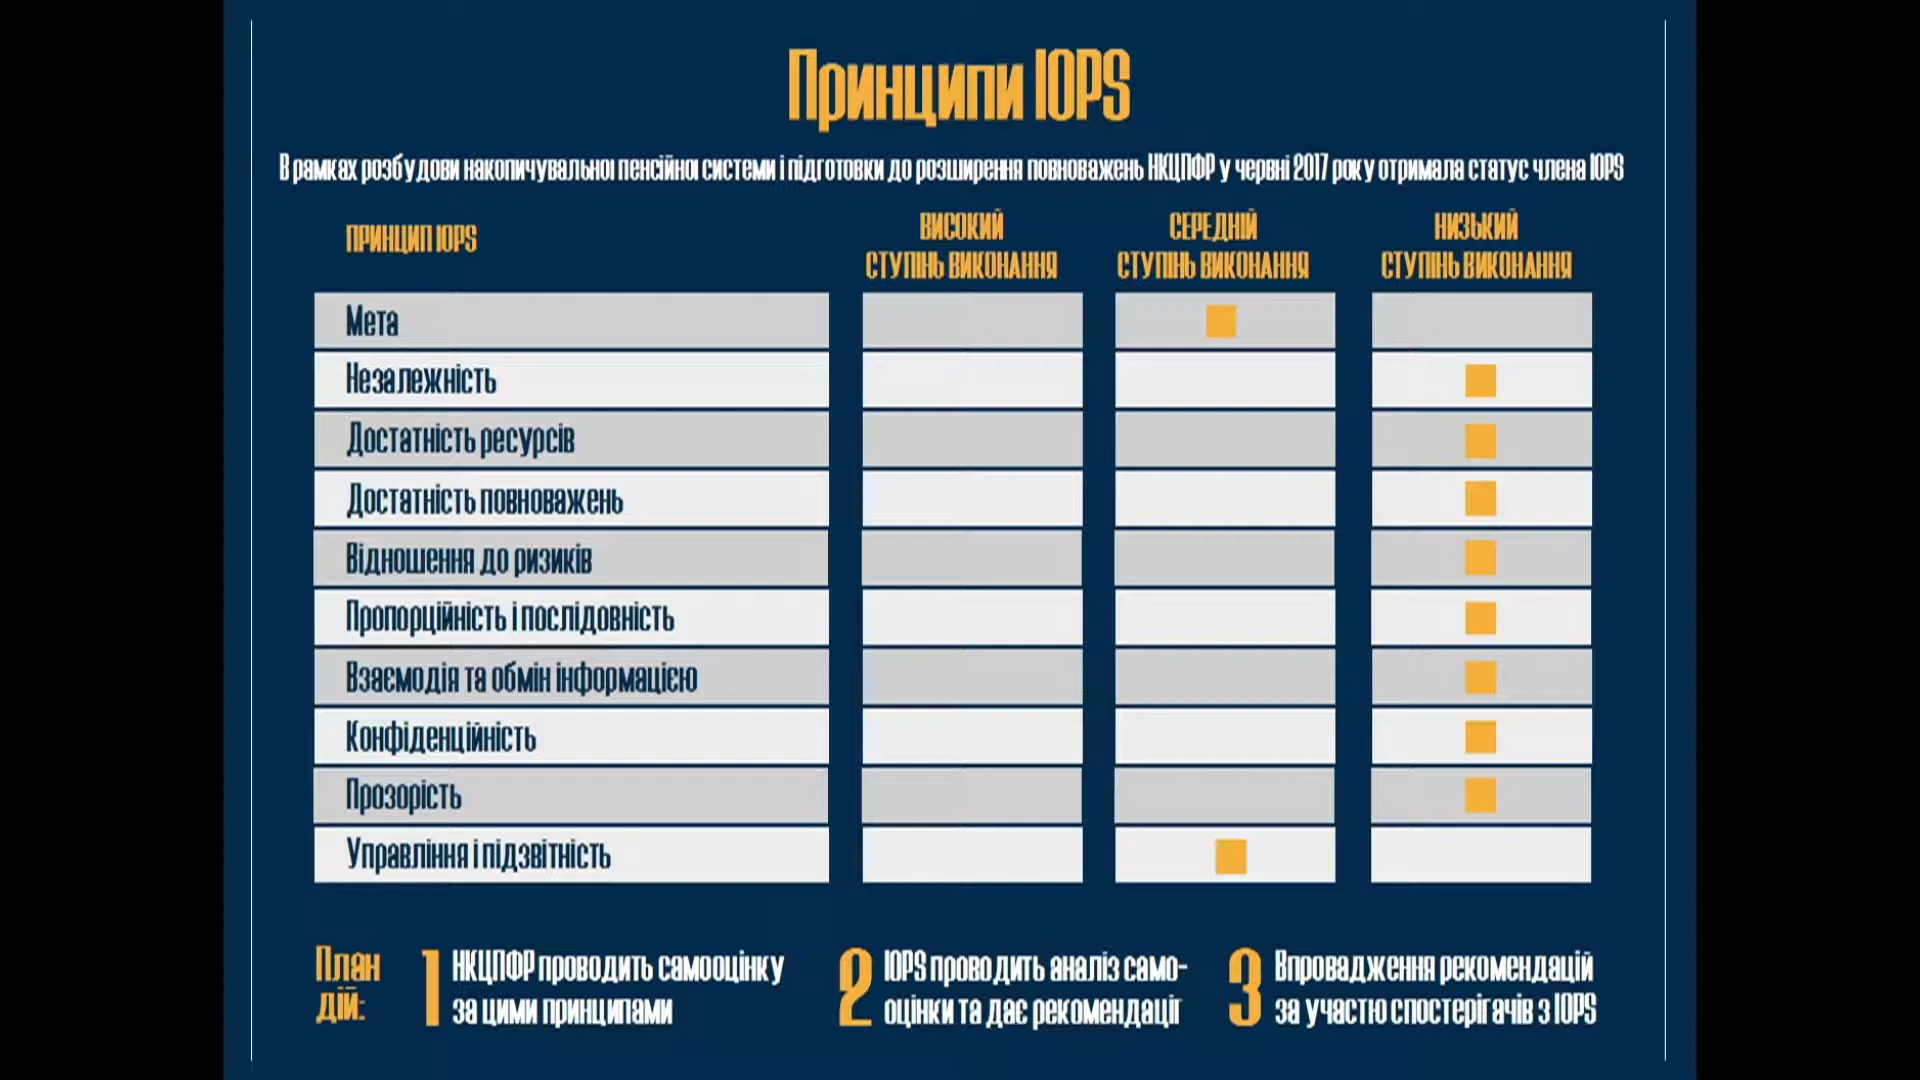 Принципи IOPS
В рамках розбудови накопичувальної пенсійної системи і підготовки до розширення повноважень НКЦПФР у червні 2017 року отримала статус члена IOPS
ПРИНЦИП IOPS
ВИСОКИЙ
СТУПІНЬ ВИКОНАННЯ
СЕРЕДНІЙ
СТУПІНЬ ВИКОНАННЯ
НИЗЬКИЙ
СТУПІНЬ ВИКОНАННЯ
Мета
Незалежність
Достатність ресурсів
Достатність повноважень
Відношення до ризиків
Пропорційність і послідовність
Взаємодія та обмін інформацією
Конфіденційність
Прозорість
Управління і підзвітність
План
дій:
1
НКЦПФР проводить самооцінку
за цими принципами
2
IOPS проводить аналіз само-
оцінки та дає рекомендації
3
Впровадження рекомендацій
за участю спостерігачів з IOPS